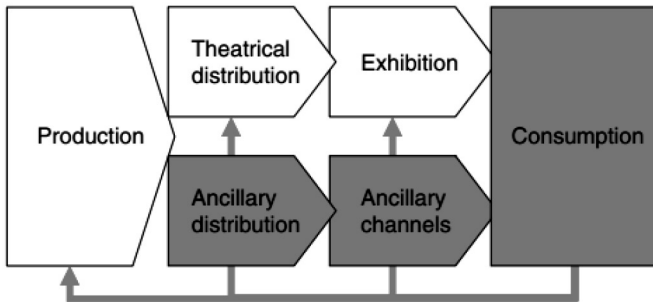 Theatrical
distribution
Exhibition
Production
Consumption
Ancillary
distribution
Ancillary
channels